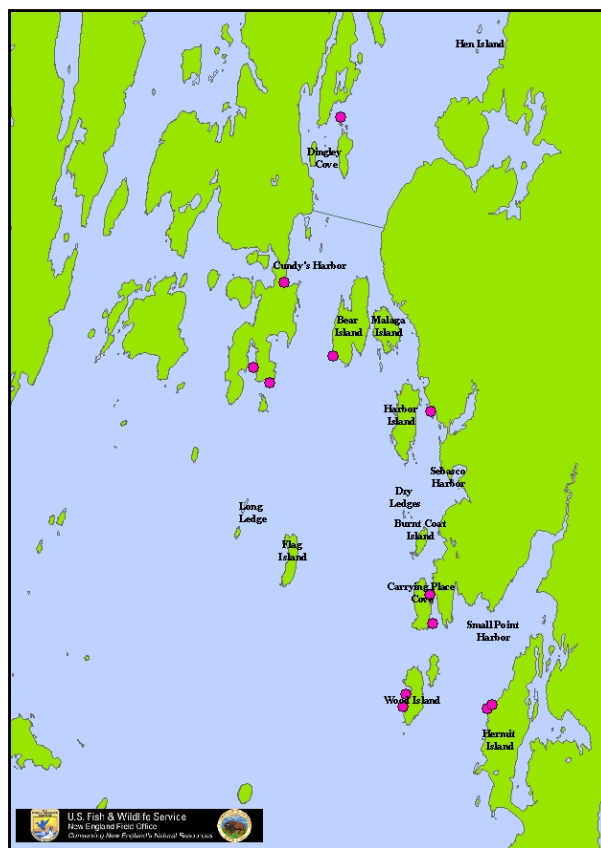 Hen Island
Dingley
Cove
Cundy's Harbor
Bear
Island
Malaga
Island
Harbor
Island
Sebasco
Harbor
Dry
Ledges
Long
Ledge
Burnt Coat
Island
Flag
Island
Carrying Place
Cove
Small Point
Harbor
Wood Island
Hermit
Island
U.S. Fish & Wildlife Service
New England Field Office
Conserving New England's Natural Resources